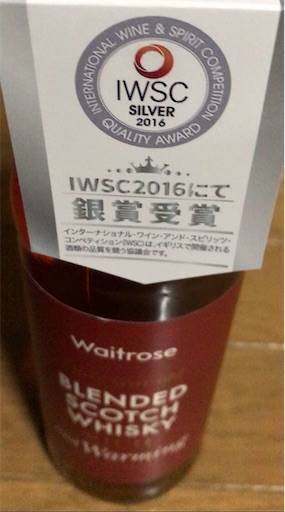 INTERNATIONAL WINE & SPIRIT COMPETITION
IWSC
SILVER
2016
QUALITY AWARD
IWSC2016にて
銀賞受賞
インターナショナル・ワイン・アンド・スピリッツ・
コンペティション(IWSC)は、イギリスで開催される
酒類の品質を競う協議会です。
Waitrose
BLENDED
SCOTCH
WHISKY
Warming